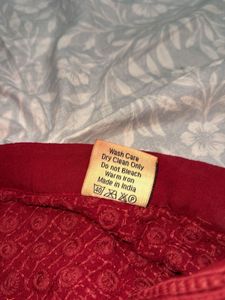 Wash Care
Dry Clean Only
Do not Bleach
Warm Iron
Made in India